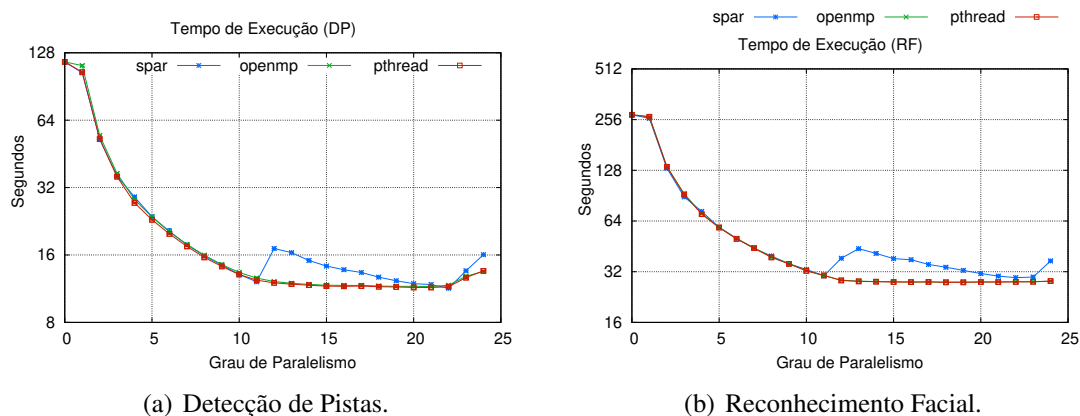 Tempo de Execução (DP)
spar openmp pthread
128
64
32
16
8
Segundos
0 5 10 15 20 25
Grau de Paralelismo
(a) Detecção de Pistas.
spar openmp pthread
Tempo de Execução (RF)
512
256
128
64
32
16
Segundos
0 5 10 15 20 25
Grau de Paralelismo
(b) Reconhecimento Facial.